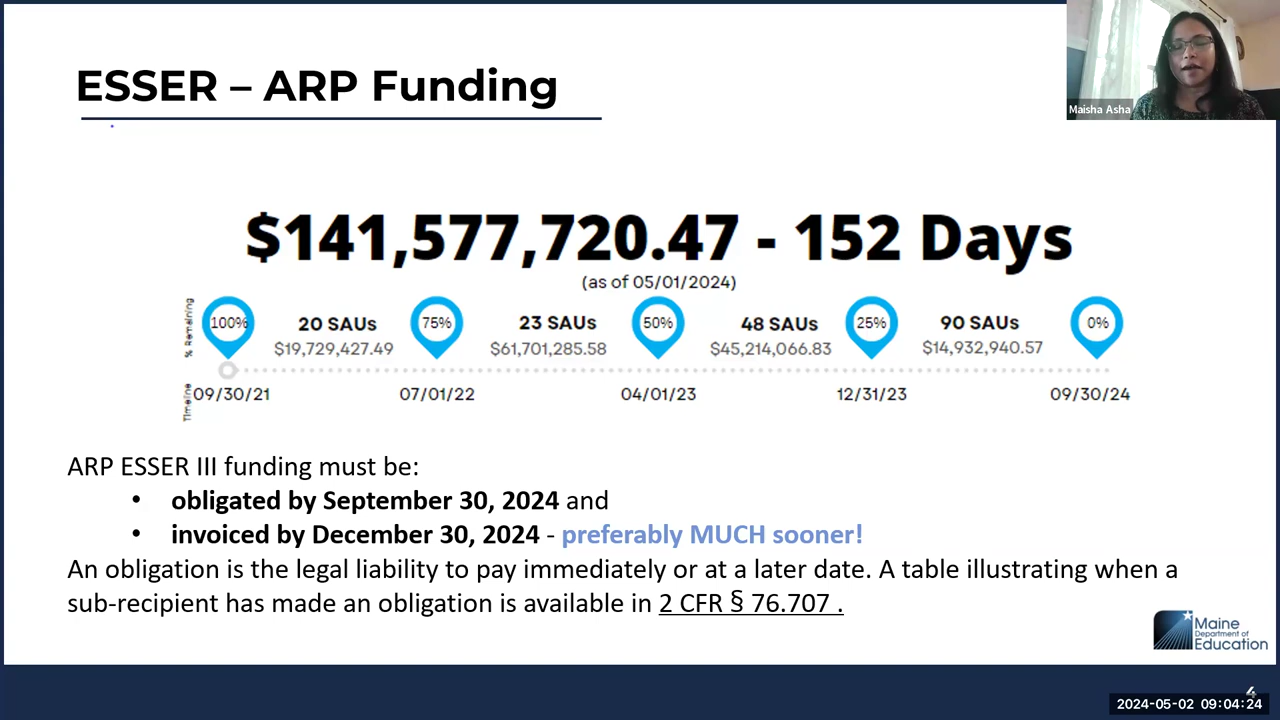 ESSER – ARP Funding
Maisha Asha
$141,577,720.47 - 152 Days
(as of 05/01/2024)
% Remaining
100%
20 SAUs
$19,729,427.49
75%
23 SAUs
$61,701,285.58
50%
48 SAUs
$45,214,066.83
25%
90 SAUs
$14,932,940.57
0%
Timeline
09/30/21
07/01/22
04/01/23
12/31/23
09/30/24
ARP ESSER III funding must be:
• obligated by September 30, 2024 and
• invoiced by December 30, 2024 - preferably MUCH sooner!
An obligation is the legal liability to pay immediately or at a later date. A table illustrating when a
sub-recipient has made an obligation is available in 2 CFR § 76.707 .
Maine
Department of
Education
4
2024-05-02 09:04:24